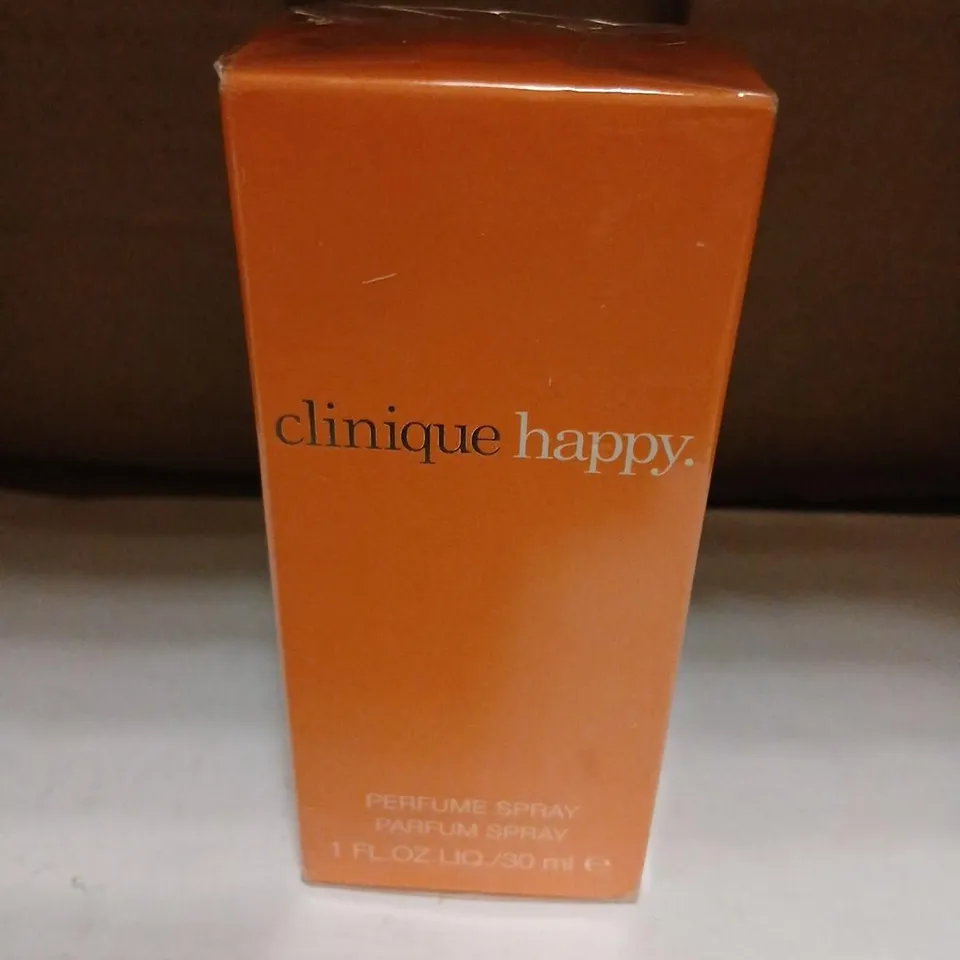 clinique happy.
PERFUME SPRAY
PARFUM SPRAY
1 FL.OZ.LIQ./30 ml ℮